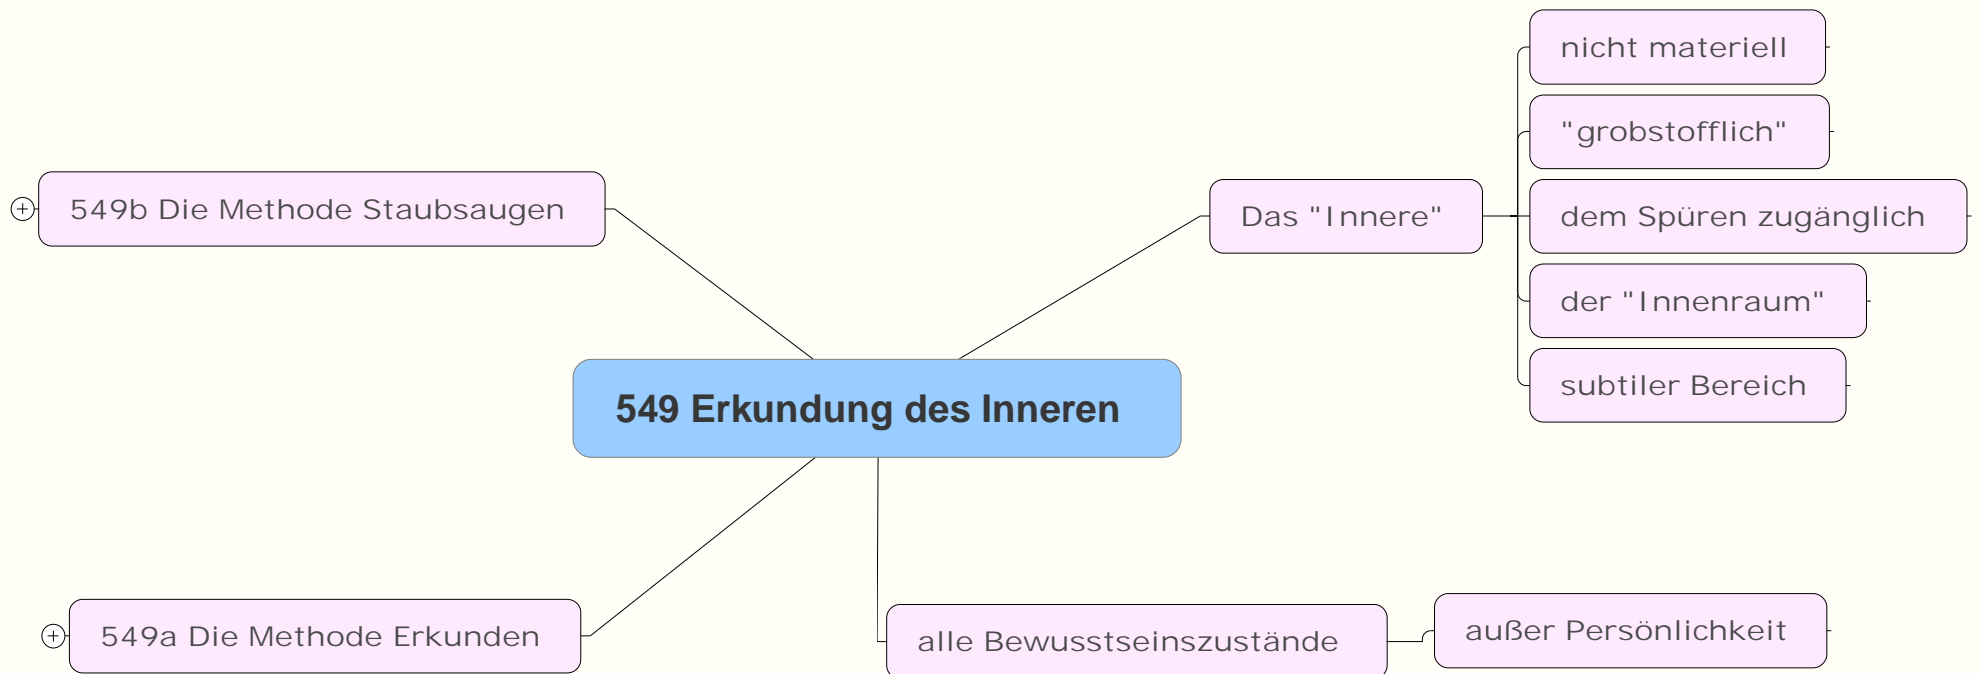 549 Erkundung des Inneren
Das "Innere"
nicht materiell
"grobstofflich"
dem Spüren zugänglich
der "Innenraum"
subtiler Bereich
alle Bewusstseinszustände
außer Persönlichkeit
549a Die Methode Erkunden
549b Die Methode Staubsaugen